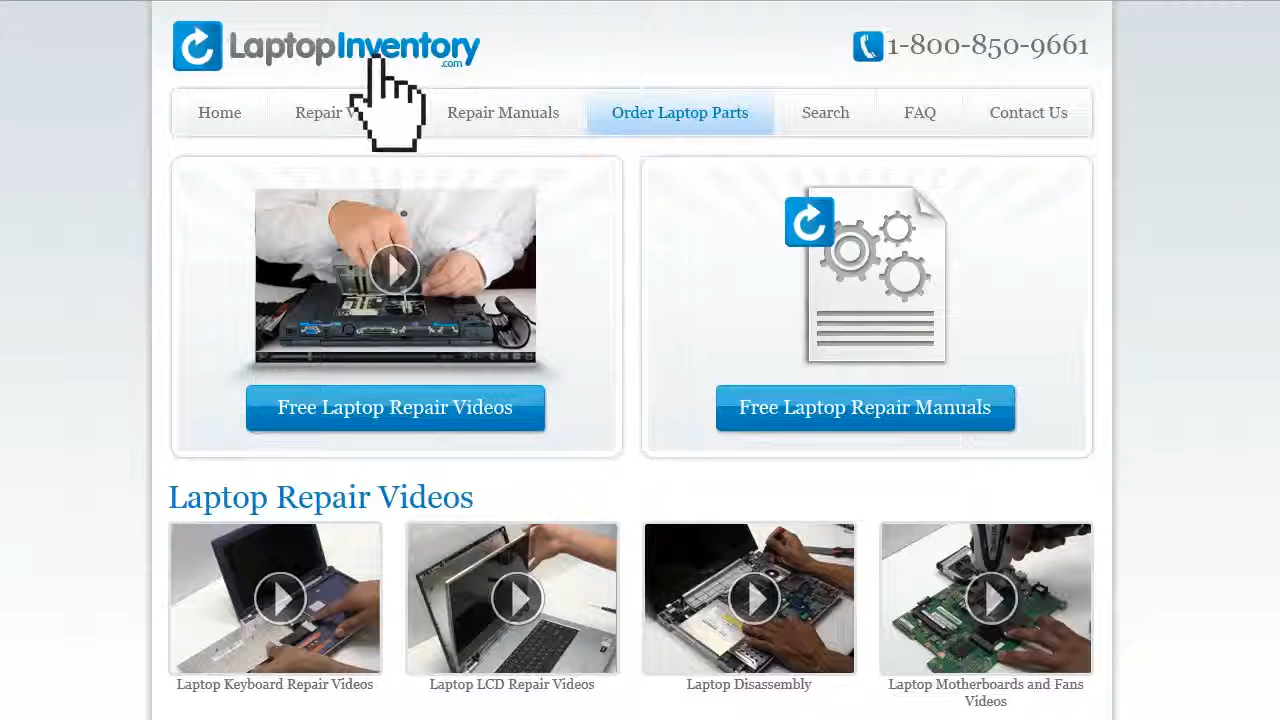 LaptopInventory
.com
1-800-850-9661
Home
Repair V
Repair Manuals
Order Laptop Parts
Search
FAQ
Contact Us
Free Laptop Repair Videos
Free Laptop Repair Manuals
Laptop Repair Videos
Laptop Keyboard Repair Videos
Laptop LCD Repair Videos
Laptop Disassembly
Laptop Motherboards and Fans
Videos